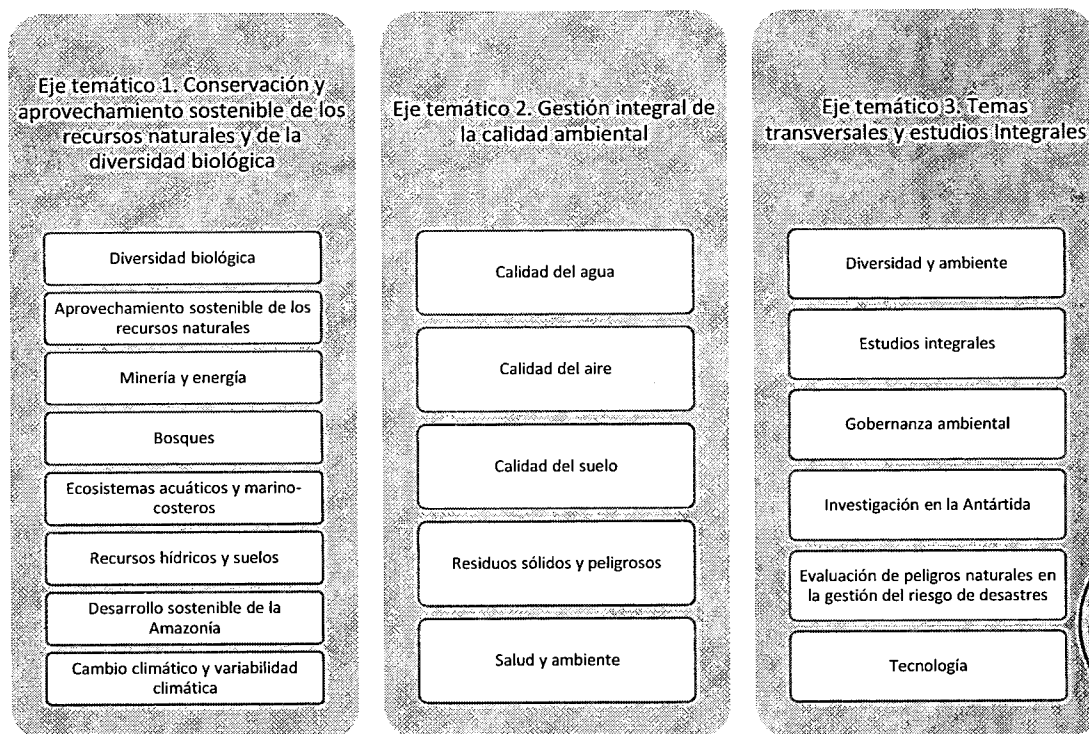 Eje temático 1. Conservación y
aprovechamiento sostenible de los
recursos naturales y de la
diversidad biológica
Diversidad biológica
Aprovechamiento sostenible de los
recursos naturales
Minería y energía
Bosques
Ecosistemas acuáticos y marino-
costeros
Recursos hídricos y suelos
Desarrollo sostenible de la
Amazonía
Cambio climático y variabilidad
climática
Eje temático 2. Gestión integral de
la calidad ambiental
Calidad del agua
Calidad del aire
Calidad del suelo
Residuos sólidos y peligrosos
Salud y ambiente
Eje temático 3. Temas
transversales y estudios Integrales
Diversidad y ambiente
Estudios integrales
Gobernanza ambiental
Investigación en la Antártida
Evaluación de peligros naturales en
la gestión del riesgo de desastres
Tecnología